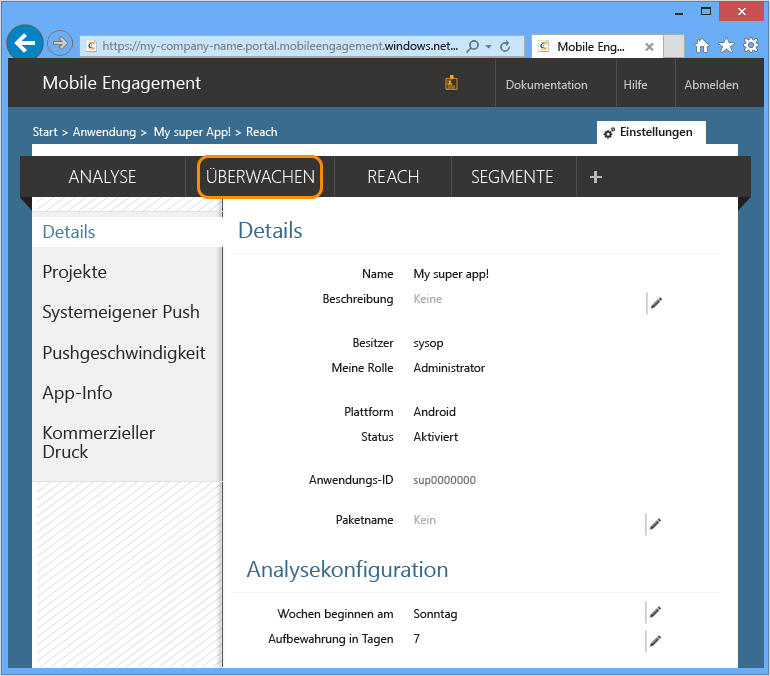 https://my-company-name.portal.mobileengagement.windows.net...
Mobile Eng...
Mobile Engagement
Dokumentation
Hilfe
Abmelden
Start > Anwendung > My super App! > Reach
Einstellungen
ANALYSE
ÜBERWACHEN
REACH
SEGMENTE
+
Details
Projekte
Systemeigener Push
Pushgeschwindigkeit
App-Info
Kommerzieller
Druck
Details
Name My super app!
Beschreibung Keine
Besitzer sysop
Meine Rolle Administrator
Plattform Android
Status Aktiviert
Anwendungs-ID sup0000000
Paketname Kein
Analysekonfiguration
Wochen beginnen am Sonntag
Aufbewahrung in Tagen 7